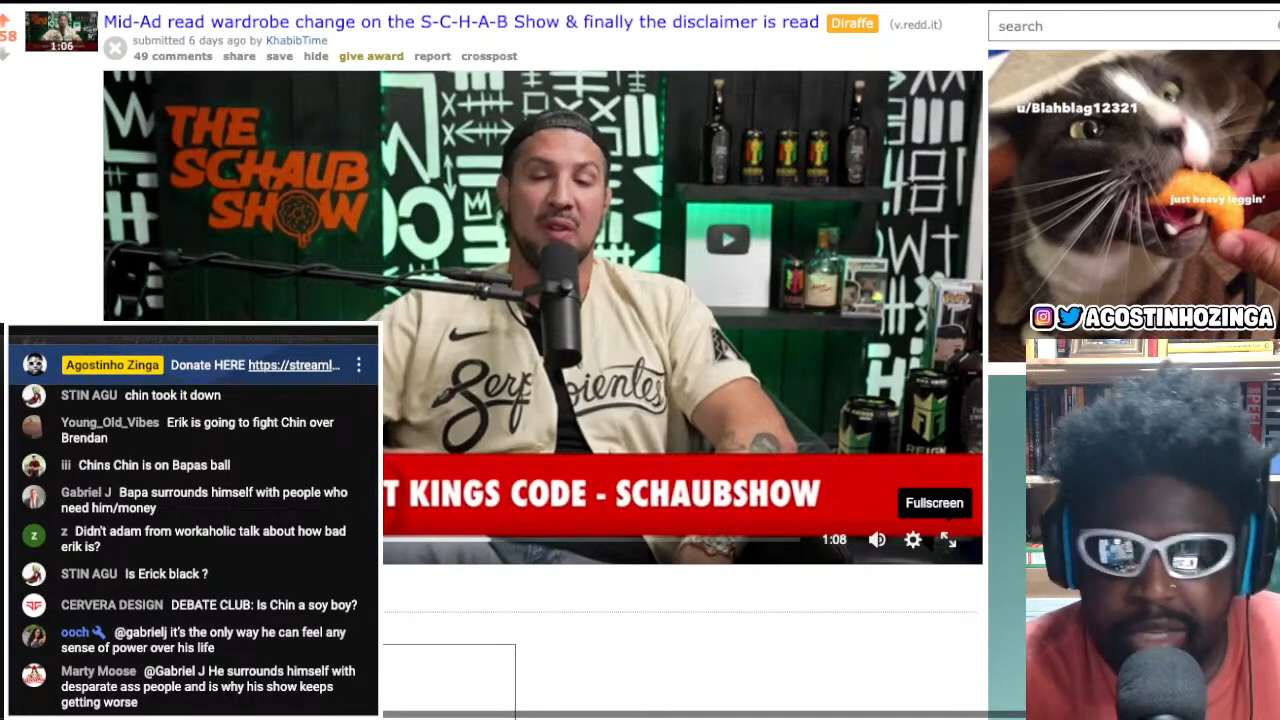 Mid-Ad read wardrobe change on the S-C-H-A-B Show & finally the disclaimer is read Diraffe (v.redd.it)
submitted 6 days ago by KhabibTime
49 comments share save hide give award report crosspost
58
1:06
search
u/Blahblag12321
just heavy leggin'
AGOSTINHOZINGA
THE
SCHAUB
SHOW
Serpientes
REIGN
T KINGS CODE - SCHAUBSHOW
Fullscreen
1:08
Agostinho Zinga Donate HERE https://streaml...
STIN AGU chin took it down
Young_Old_Vibes Erik is going to fight Chin over
Brendan
iii Chins Chin is on Bapas ball
Gabriel J Bapa surrounds himself with people who
need him/money
z Didn't adam from workaholic talk about how bad
erik is?
STIN AGU Is Erick black ?
CERVERA DESIGN DEBATE CLUB: Is Chin a soy boy?
ooch @gabrielj it's the only way he can feel any
sense of power over his life
Marty Moose @Gabriel J He surrounds himself with
desparate ass people and is why his show keeps
getting worse